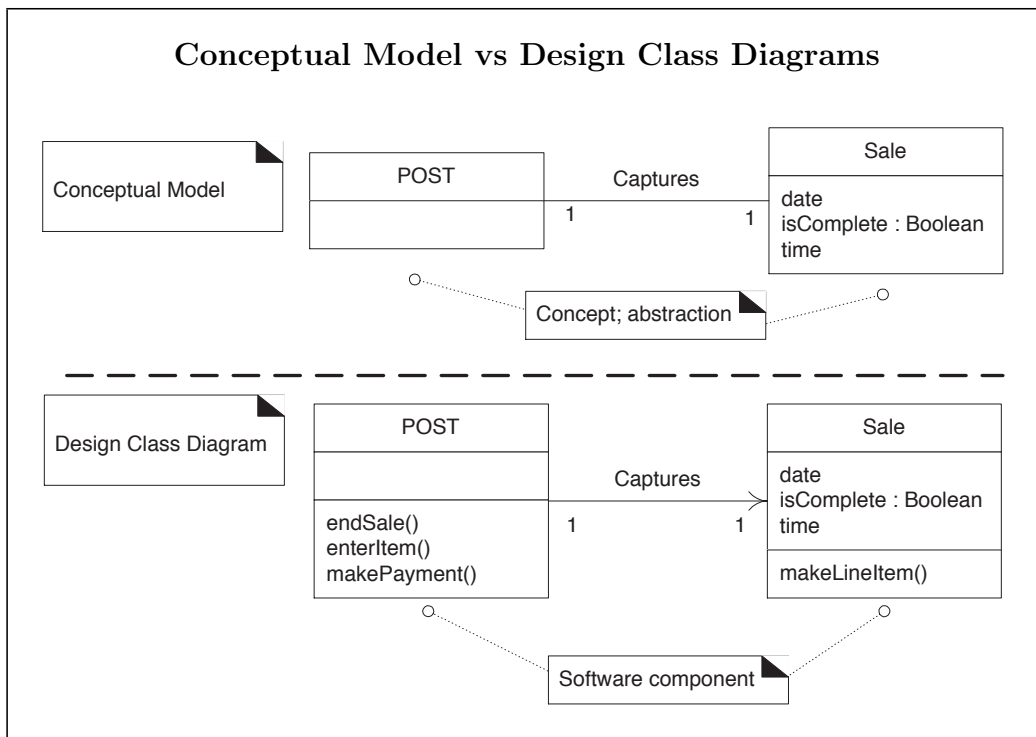 Conceptual Model vs Design Class Diagrams
Conceptual Model
POST
Captures
1
1
Sale
date
isComplete : Boolean
time
Concept; abstraction
Design Class Diagram
POST
endSale()
enterItem()
makePayment()
Captures
1
1
Sale
date
isComplete : Boolean
time
makeLineItem()
Software component